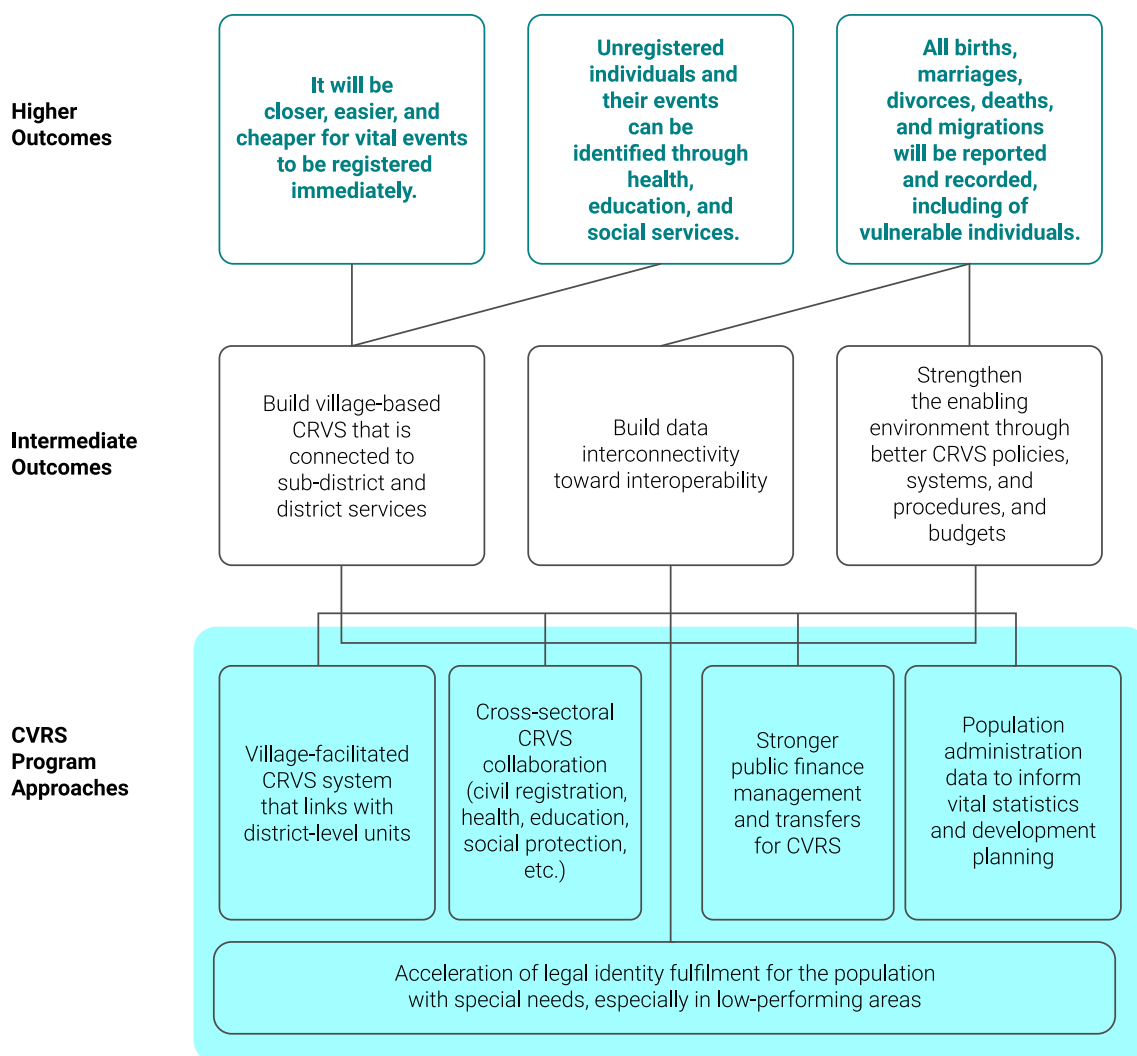 Higher
Outcomes
It will be
closer, easier, and
cheaper for vital events
to be registered
immediately.
Unregistered
individuals and
their events
can be
identified through
health,
education, and
social services.
All births,
marriages,
divorces, deaths,
and migrations
will be reported
and recorded,
including of
vulnerable individuals.
Intermediate
Outcomes
Build village-based
CRVS that is
connected to
sub-district and
district services
Build data
interconnectivity
toward interoperability
Strengthen
the enabling
environment through
better CRVS policies,
systems, and
procedures, and
budgets
CVRS
Program
Approaches
Village-facilitated
CRVS system
that links with
district-level units
Cross-sectoral
CRVS
collaboration
(civil registration,
health, education,
social protection,
etc.)
Stronger
public finance
management
and transfers
for CVRS
Population
administration
data to inform
vital statistics
and development
planning
Acceleration of legal identity fulfilment for the population
with special needs, especially in low-performing areas